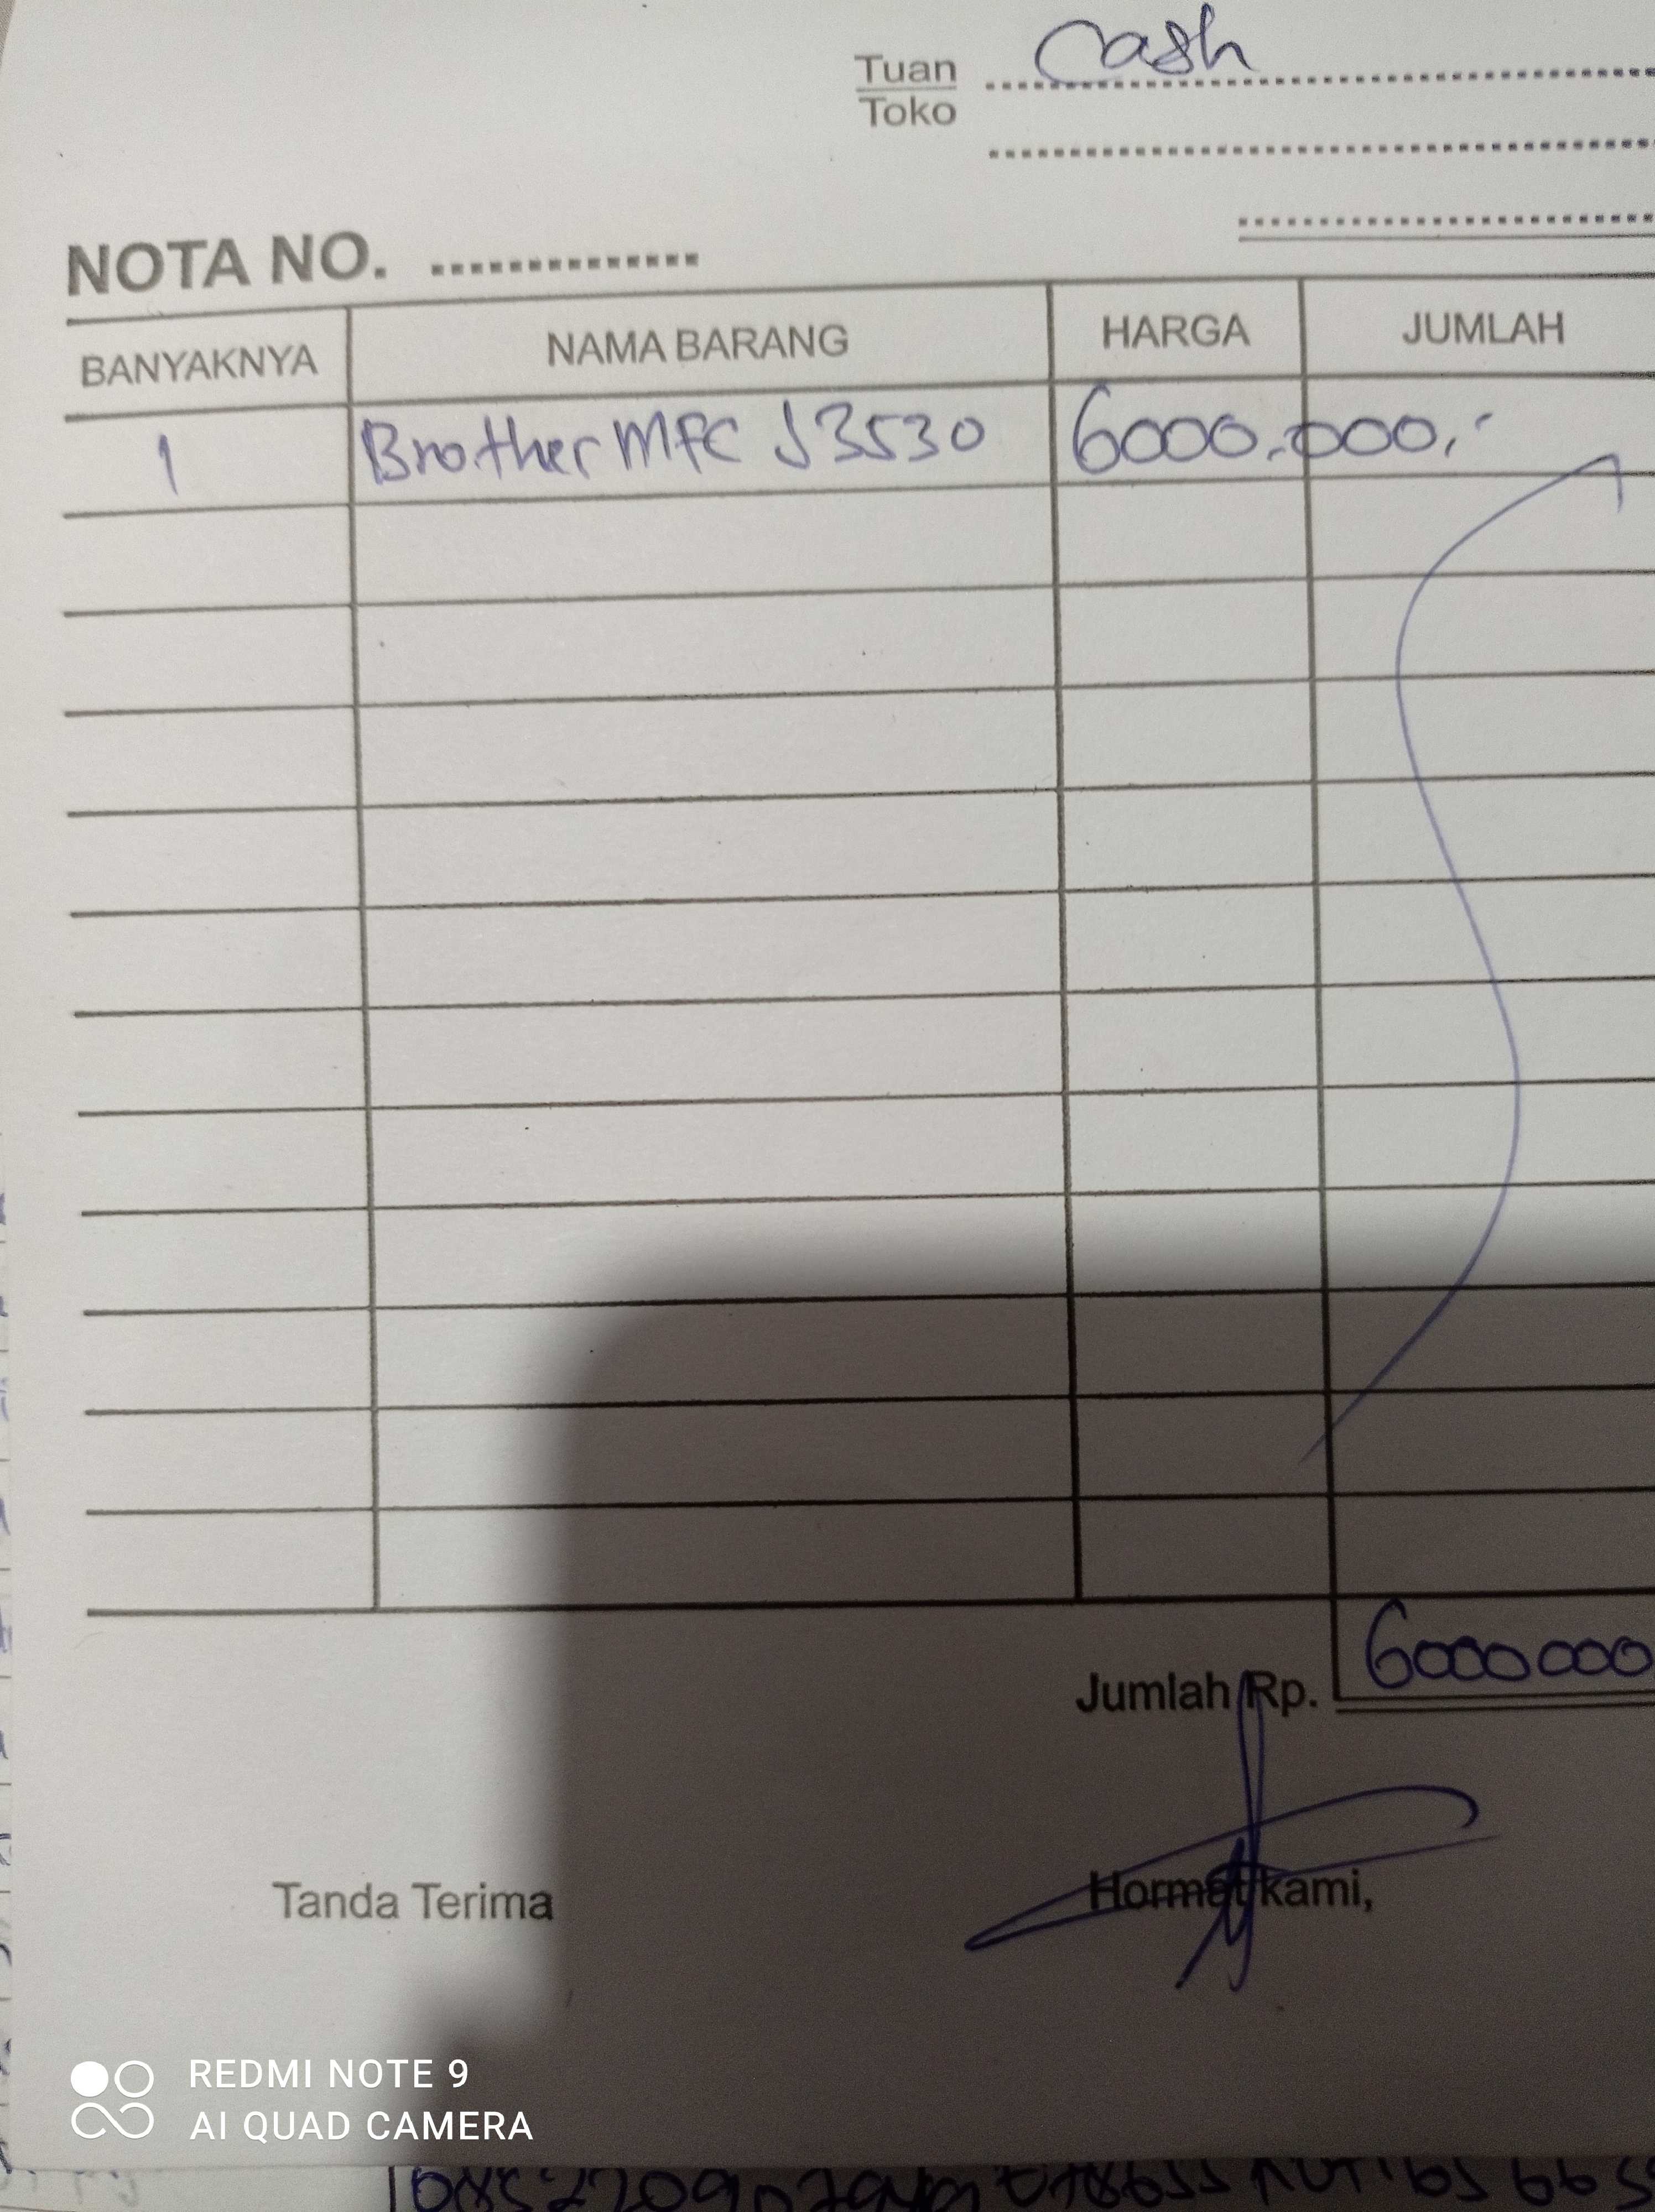 Tuan Cash
Toko
NOTA NO.
BANYAKNYA NAMA BARANG HARGA JUMLAH
1 Brother MFC J3530 6000.000,-
Jumlah Rp. 6000000
Tanda Terima Hormat kami,
REDMI NOTE 9
AI QUAD CAMERA